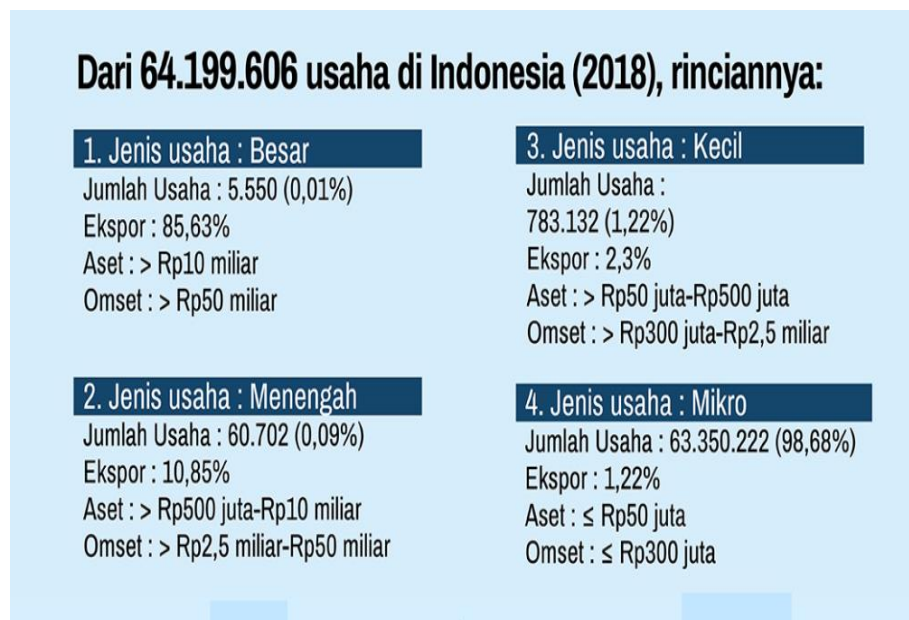 Dari 64.199.606 usaha di Indonesia (2018), rinciannya:
1. Jenis usaha : Besar
Jumlah Usaha : 5.550 (0,01%)
Ekspor : 85,63%
Aset : > Rp10 miliar
Omset : > Rp50 miliar
2. Jenis usaha : Menengah
Jumlah Usaha : 60.702 (0,09%)
Ekspor : 10,85%
Aset : > Rp500 juta-Rp10 miliar
Omset : > Rp2,5 miliar-Rp50 miliar
3. Jenis usaha : Kecil
Jumlah Usaha :
783.132 (1,22%)
Ekspor : 2,3%
Aset : > Rp50 juta-Rp500 juta
Omset : > Rp300 juta-Rp2,5 miliar
4. Jenis usaha : Mikro
Jumlah Usaha : 63.350.222 (98,68%)
Ekspor : 1,22%
Aset : ≤ Rp50 juta
Omset : ≤ Rp300 juta